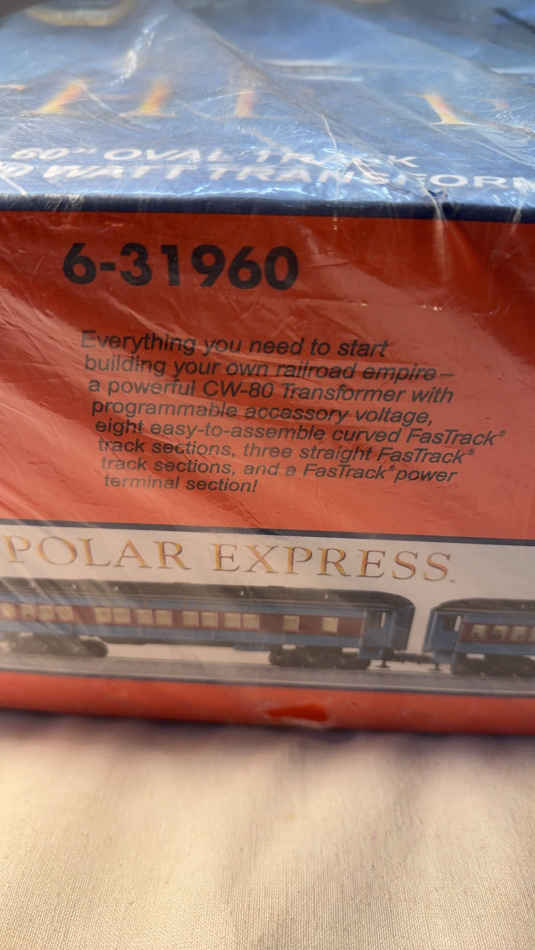 60" OVAL TRACK
WATT TRANSFOR
6-31960
Everything you need to start
building your own railroad empire—
a powerful CW-80 Transformer with
programmable accessory voltage,
eight easy-to-assemble curved FasTrack®
track sections, three straight FasTrack®
track sections, and a FasTrack® power
terminal section!
POLAR EXPRESS